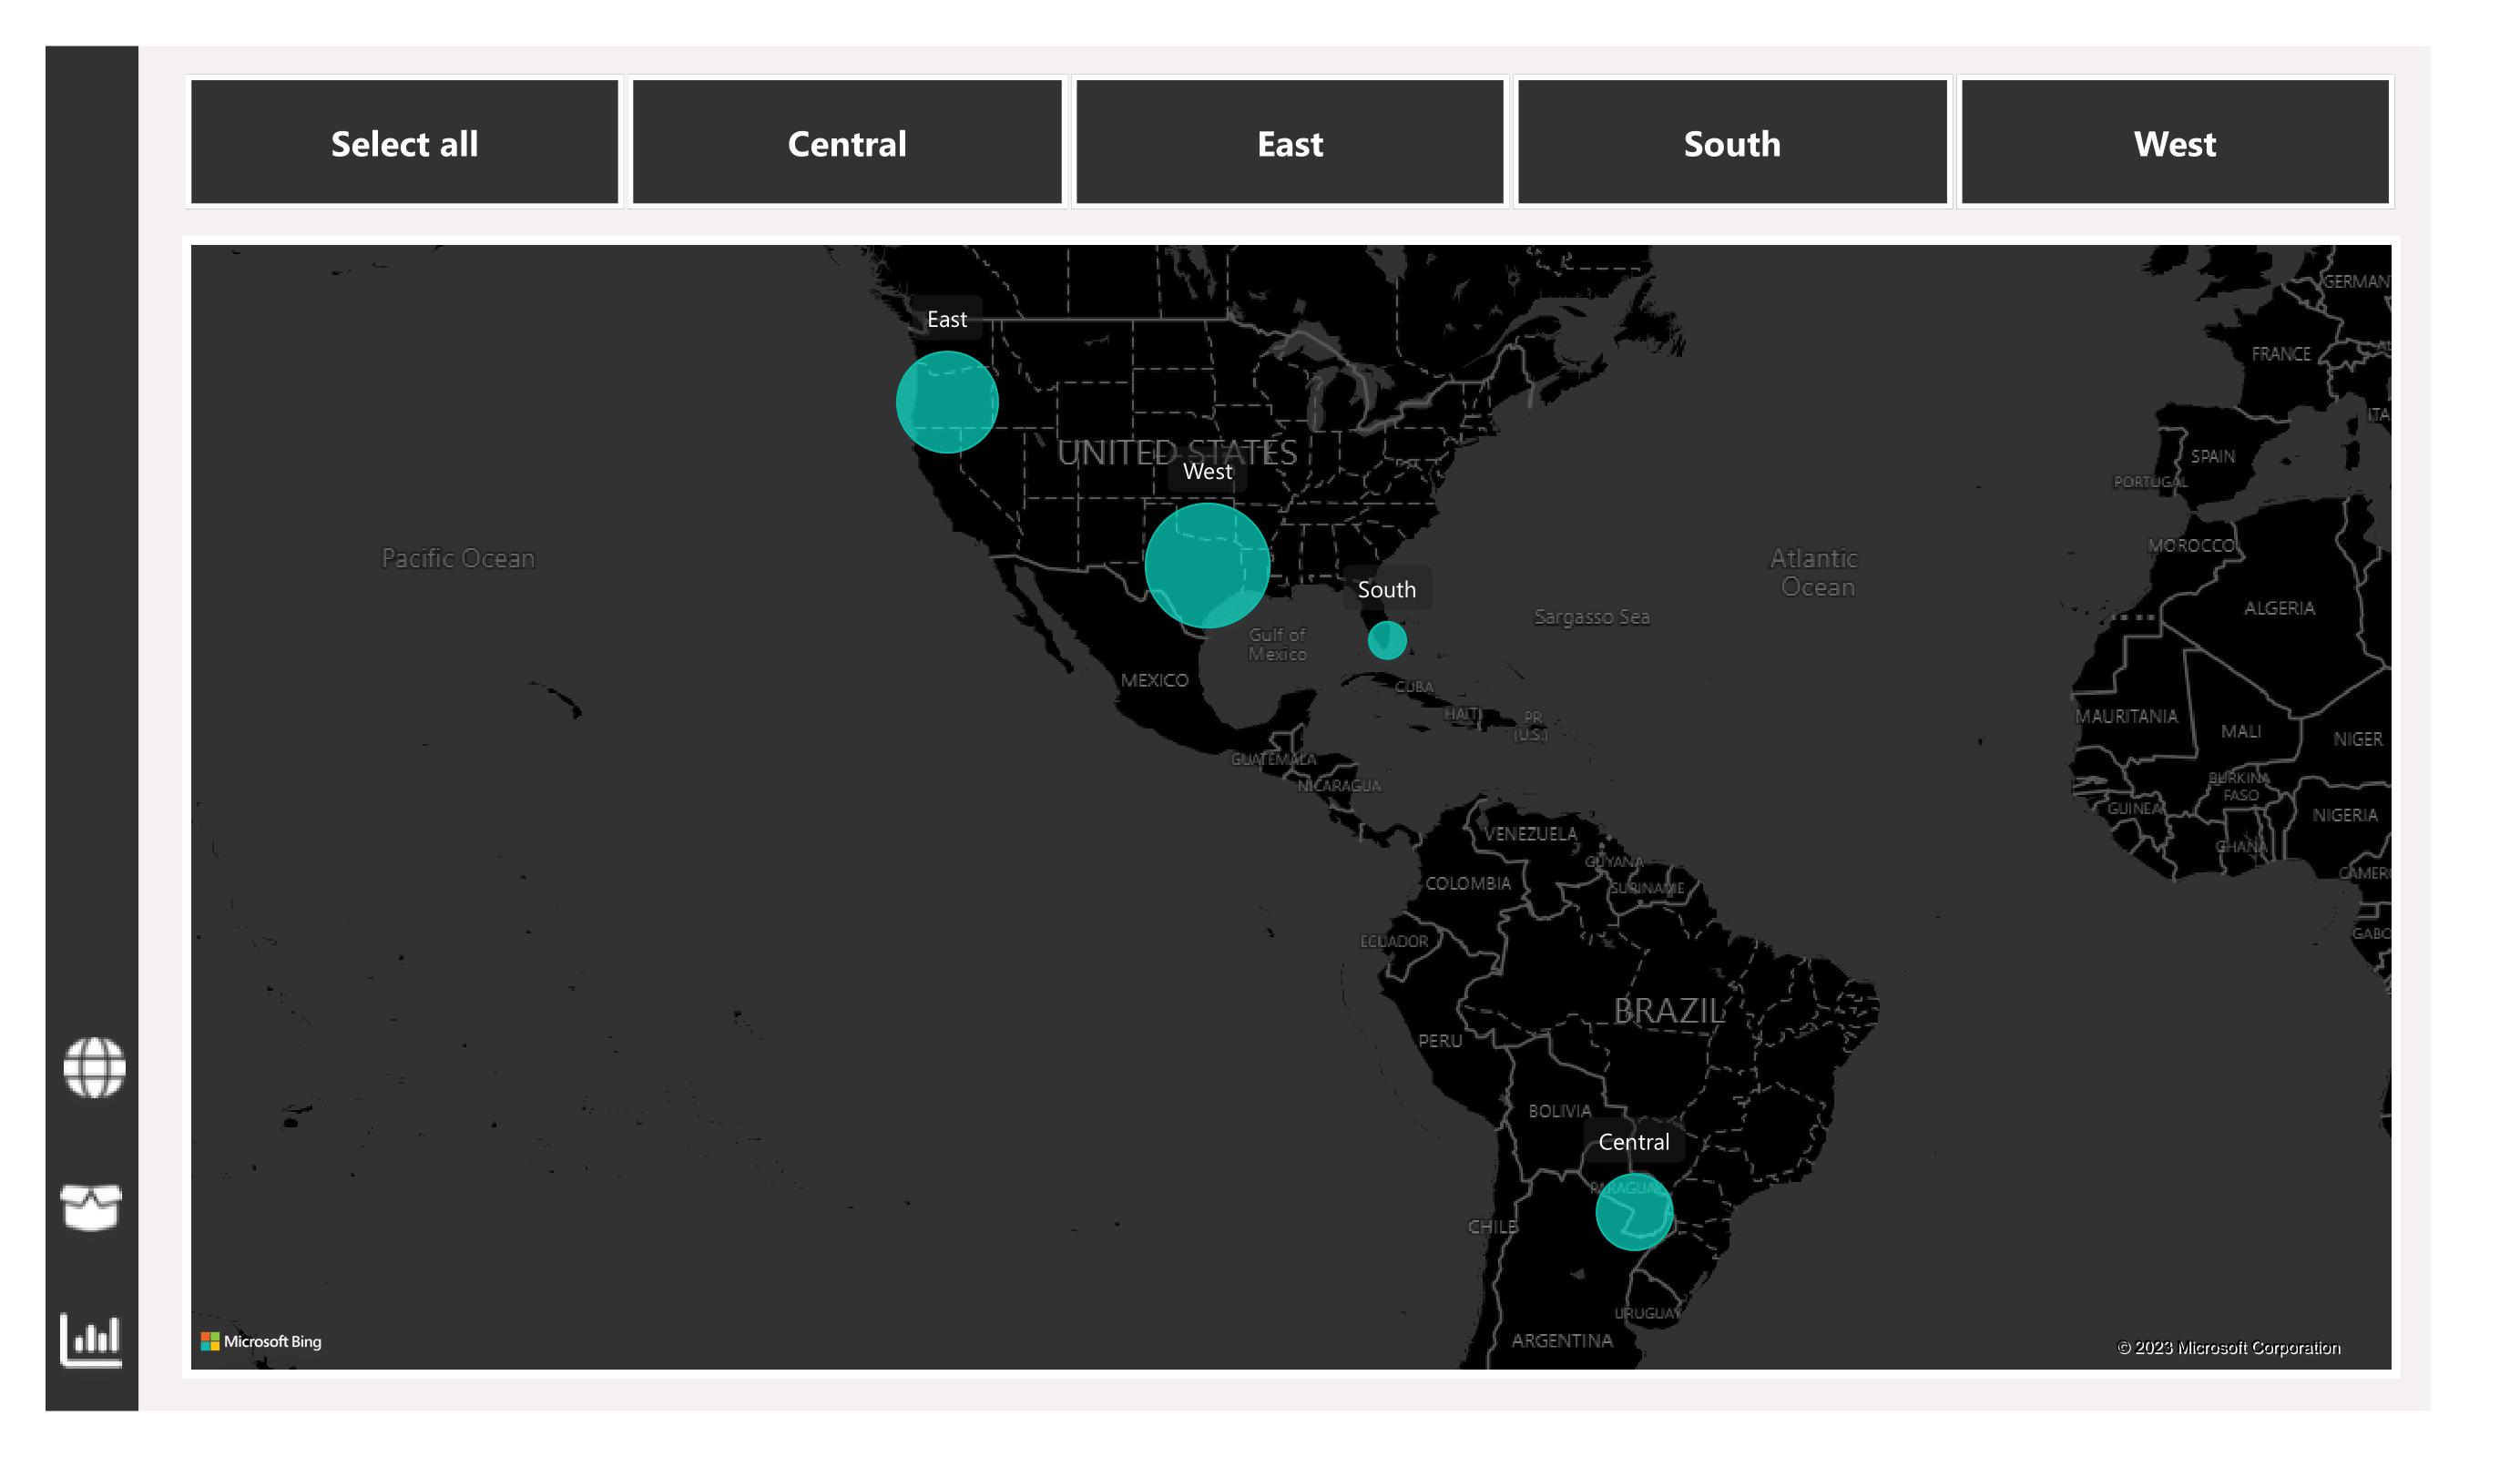 Select all
Central
East
South
West
GERMAN
East
FRANCE
ITA
UNITED STATES
SPAIN
West
PORTUGAL
MOROCCO
Pacific Ocean
Atlantic
Ocean
South
ALGERIA
Sargasso Sea
Gulf of
Mexico
MEXICO
CUBA
HAITI
PR
(U.S.)
MAURITANIA
MALI
NIGER
GUATEMALA
NICARAGUA
BURKINA
FASO
GUINEA
NIGERIA
VENEZUELA
GHANA
GUYANA
CAMER
COLOMBIA
SURINAME
ECUADOR
GABO
BRAZIL
PERU
BOLIVIA
Central
PARAGUAY
CHILE
URUGUAY
ARGENTINA
Microsoft Bing
© 2023 Microsoft Corporation